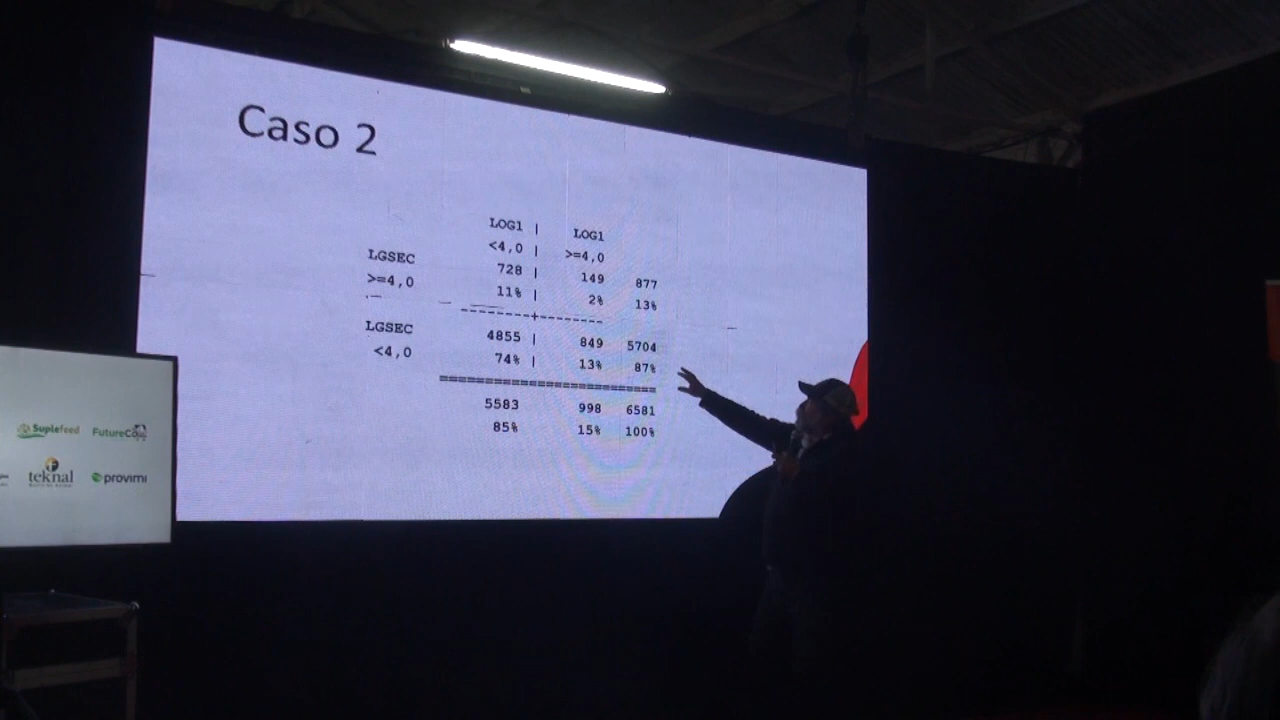 Caso 2
LOG1 | LOG1
LGSEC <4,0 | >=4,0
>=4,0 728 | 149 877
11% | 2% 13%
--------+--------
LGSEC 4855 | 849 5704
<4,0 74% | 13% 87%
========================
5583 998 6581
85% 15% 100%
Suplefeed FutureCow
teknal provimi